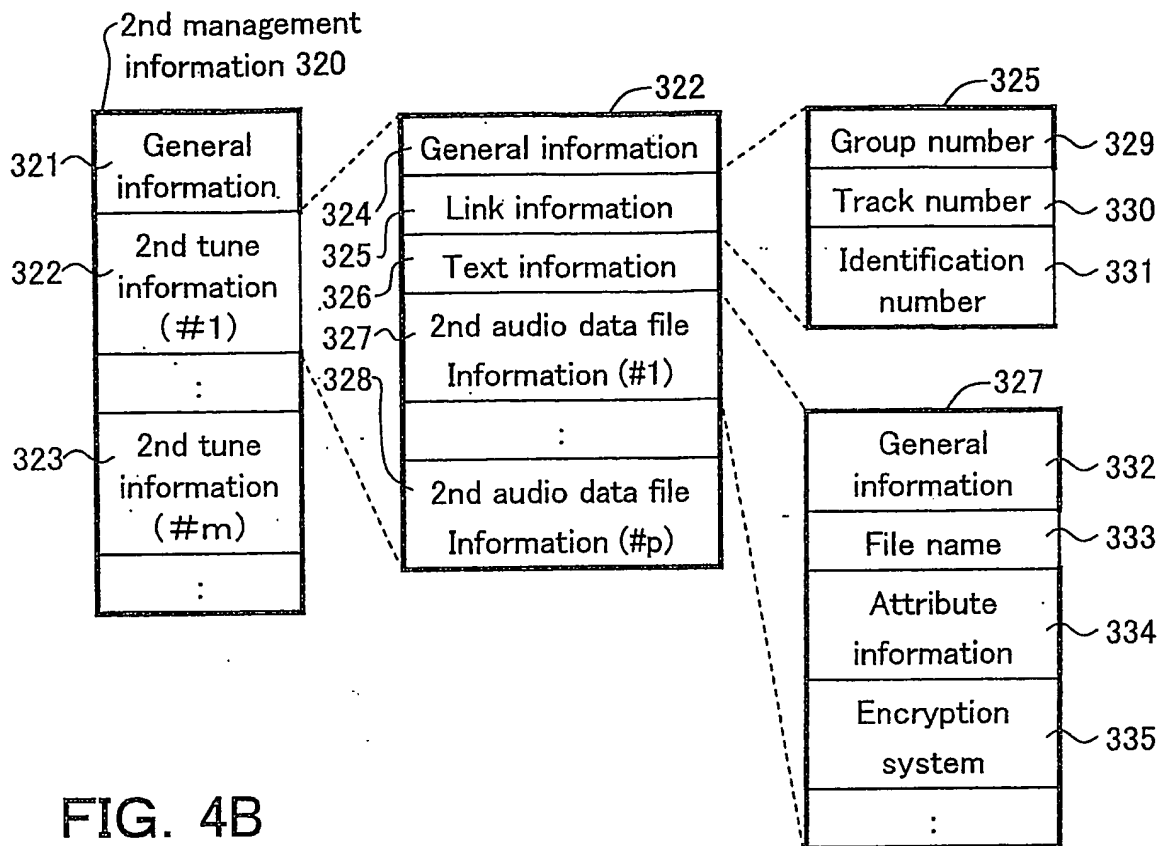 2nd management
information 320
321
General
information
322
2nd tune
information
(#1)
:
323
2nd tune
information
(#m)
:
322
324
General information
325
Link information
326
Text information
327
2nd audio data file
Information (#1)
328
:
2nd audio data file
Information (#p)
325
Group number
329
Track number
330
Identification
number
331
327
General
information
332
File name
333
Attribute
information
334
Encryption
system
335
:
FIG. 4B